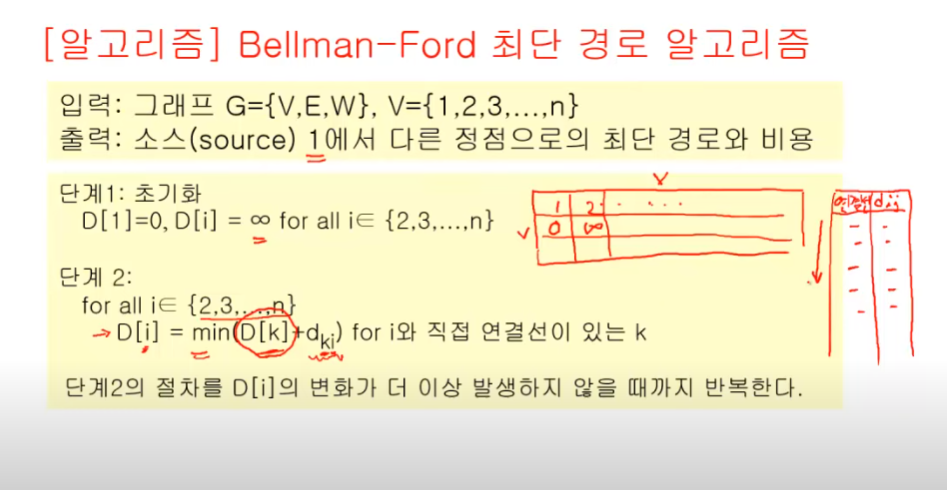 [알고리즘] Bellman-Ford 최단 경로 알고리즘
입력: 그래프 G={V,E,W}, V={1,2,3,...,n}
출력: 소스(source) 1에서 다른 정점으로의 최단 경로와 비용
단계1: 초기화
D[1]=0, D[i] = ∞ for all i∈ {2,3,...,n}
단계 2:
for all i∈ {2,3,...,n}
→D[i] = min(D[k]+dki) for i와 직접 연결선이 있는 k
단계2의 절차를 D[i]의 변화가 더 이상 발생하지 않을 때까지 반복한다.
V
1 2 . . . .
V 0 ∞
연결선 dij